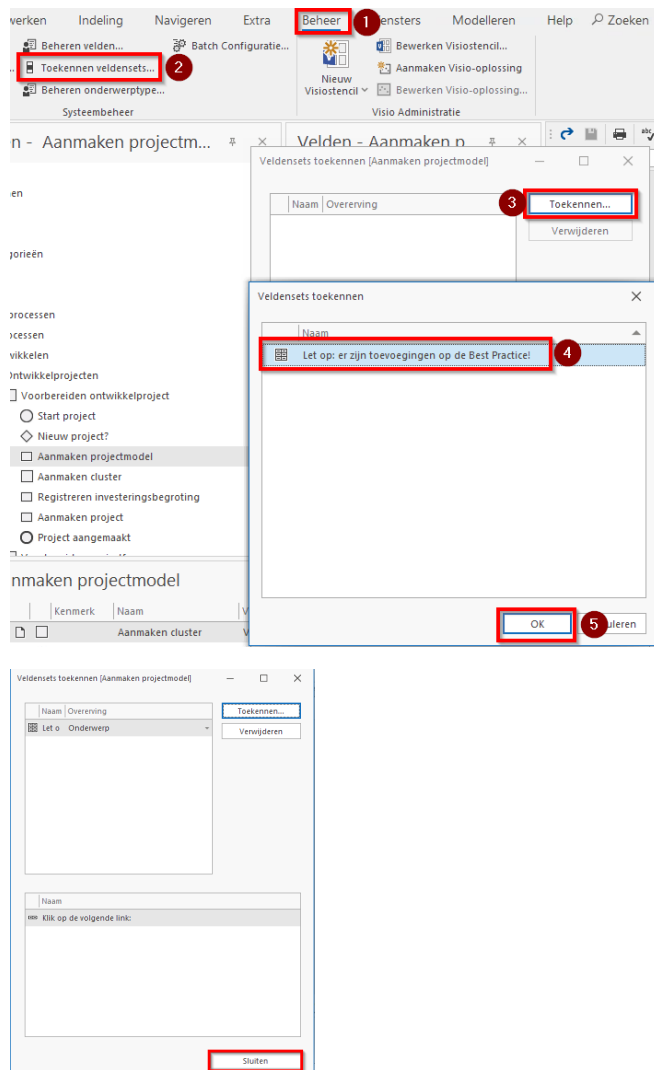 Indeling Navigeren Extra Beheer 1 Modelleren Help Zoeken
Beheren velden... Batch Configuratie... Bewerken Visiostencil...
Toekennen veldensets... 2 Aanmaken Visio-oplossing
Beheren onderwerptype... Nieuw Visiostencil Bewerken Visio-oplossing...
Systeembeheer Visio Administratie
n - Aanmaken projectm... Velden - Aanmaken p
Veldensets toekennen [Aanmaken projectmodel]
Naam Overerving 3 Toekennen...
Verwijderen
Veldensets toekennen
Naam
Let op: er zijn toevoegingen op de Best Practice! 4
OK 5 uleren
en
gorieën
processen
ocessen
wikkelen
Ontwikkelprojecten
Voorbereiden ontwikkelproject
Start project
Nieuw project?
Aanmaken projectmodel
Aanmaken cluster
Registreren investeringsbegroting
Aanmaken project
Project aangemaakt
nmaken projectmodel
Kenmerk Naam V
Aanmaken cluster V
Veldensets toekennen [Aanmaken projectmodel]
Naam Overerving Toekennen...
Let o Onderwerp Verwijderen
Naam
Klik op de volgende link:
Sluiten